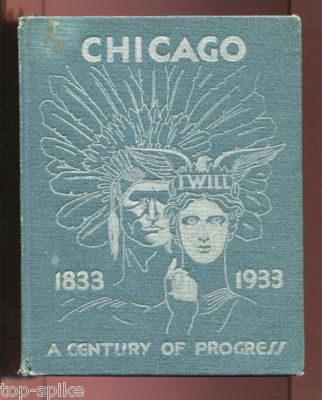 CHICAGO
I WILL
1833 1933
A CENTURY OF PROGRESS
top-spike